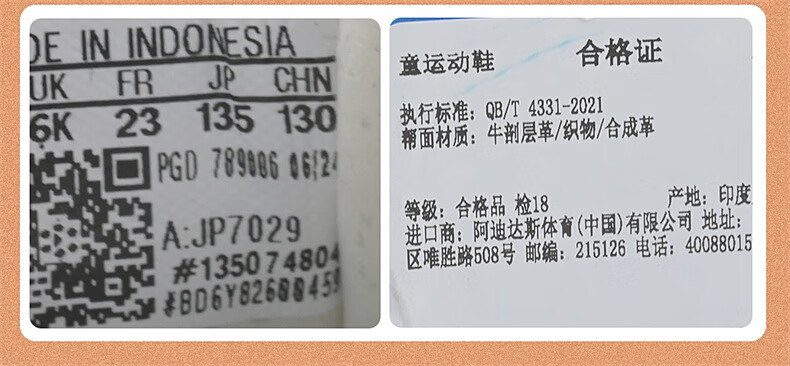 DE IN INDONESIA
UK FR JP CHN
6K 23 135 130
PGD 789006 06/24
A:JP7029
#135074804
#BD6Y82600459
童运动鞋 合格证
执行标准: QB/T 4331-2021
帮面材质: 牛剖层革/织物/合成革
等级: 合格品 检18 产地: 印度
进口商: 阿迪达斯体育(中国)有限公司 地址:
区唯胜路508号 邮编: 215126 电话: 40088015